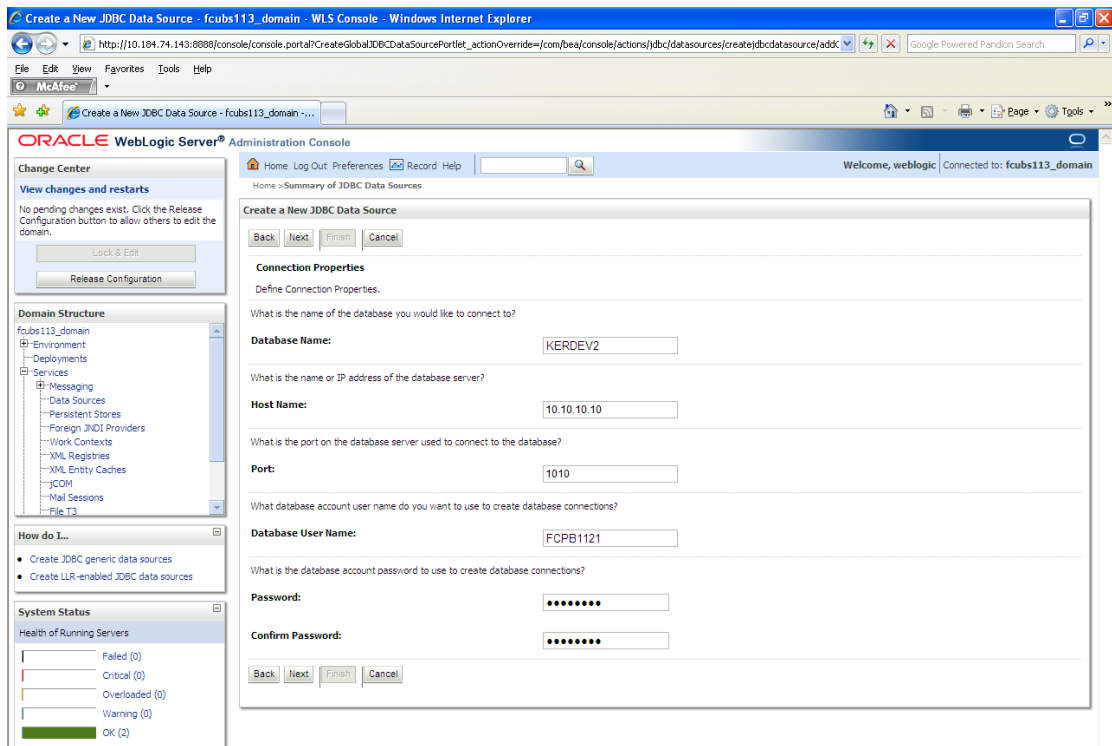 Create a New JDBC Data Source - fcubs113_domain - WLS Console - Windows Internet Explorer
http://10.184.74.143:8888/console/console.portal?CreateGlobalJDBCDataSourcePortlet_actionOverride=/com/bea/console/actions/jdbc/datasources/createjdbcdatasource/addC
Google Powered Pandion Search
File Edit View Favorites Tools Help
McAfee
Create a New JDBC Data Source - fcubs113_domain -...
Page Tools
ORACLE WebLogic Server® Administration Console
Change Center
View changes and restarts
No pending changes exist. Click the Release
Configuration button to allow others to edit the
domain.
Lock & Edit
Release Configuration
Domain Structure
fcubs113_domain
Environment
Deployments
Services
Messaging
Data Sources
Persistent Stores
Foreign JNDI Providers
Work Contexts
XML Registries
XML Entity Caches
jCOM
Mail Sessions
File T3
How do I...
Create JDBC generic data sources
Create LLR-enabled JDBC data sources
System Status
Health of Running Servers
Failed (0)
Critical (0)
Overloaded (0)
Warning (0)
OK (2)
Home Log Out Preferences Record Help
Welcome, weblogic Connected to: fcubs113_domain
Home >Summary of JDBC Data Sources
Create a New JDBC Data Source
Back Next Finish Cancel
Connection Properties
Define Connection Properties.
What is the name of the database you would like to connect to?
Database Name: KERDEV2
What is the name or IP address of the database server?
Host Name: 10.10.10.10
What is the port on the database server used to connect to the database?
Port: 1010
What database account user name do you want to use to create database connections?
Database User Name: FCPB1121
What is the database account password to use to create database connections?
Password: ●●●●●●●●
Confirm Password: ●●●●●●●●
Back Next Finish Cancel